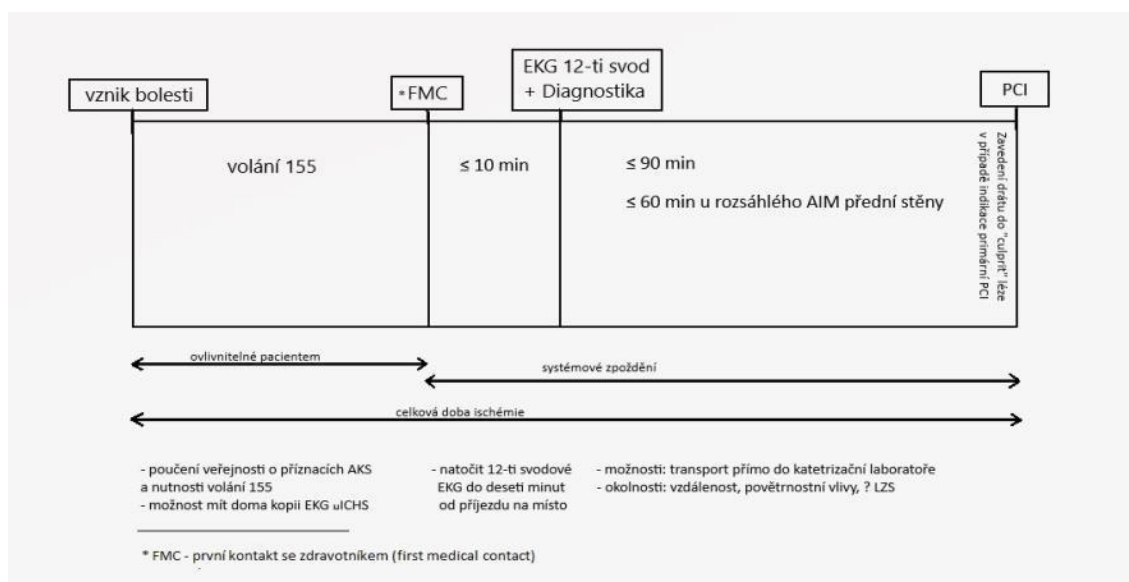 vznik bolesti
*FMC
EKG 12-ti svod
+ Diagnostika
PCI
volání 155
≤ 10 min
≤ 90 min
≤ 60 min u rozsáhlého AIM přední stěny
Zavedení drátu do "culprit" léze
v případě indikace primární PCI
ovlivnitelné pacientem
systémové zpoždění
celková doba ischémie
- poučení veřejnosti o příznacích AKS
a nutnosti volání 155
- možnost mít doma kopii EKG uICHS
- natočit 12-ti svodové
EKG do deseti minut
od příjezdu na místo
- možnosti: transport přímo do katetrizační laboratoře
- okolnosti: vzdálenost, povětrnostní vlivy, ? LZS
* FMC - první kontakt se zdravotníkem (first medical contact)